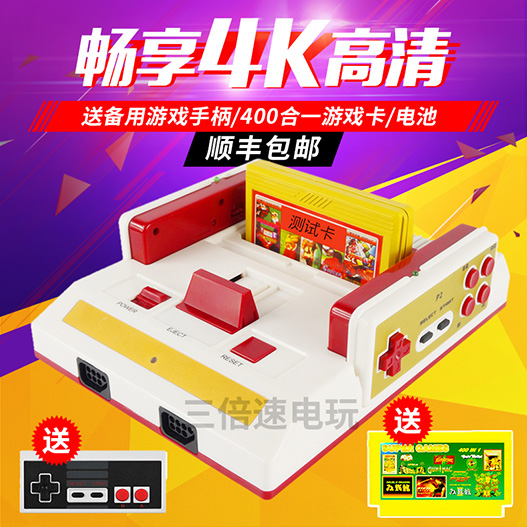 畅享4K高清
送备用游戏手柄/400合一游戏卡/电池
顺丰包邮
测试卡
P2
SELECT START
POWER
EJECT
RESET
三倍速电玩
送
送
SUPER GAMES
400 IN 1